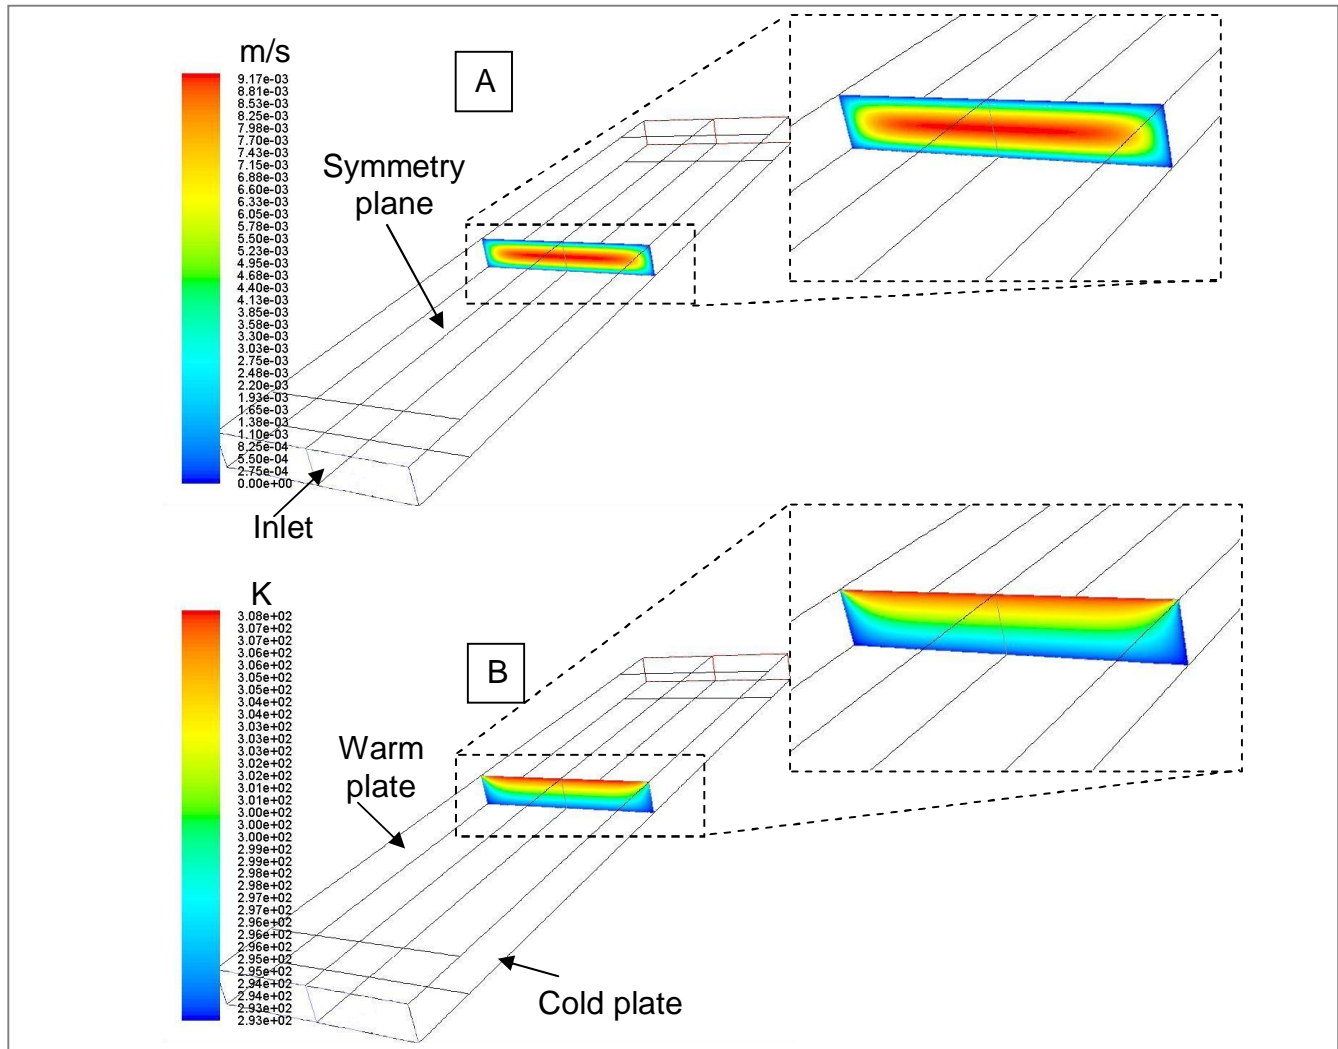 m/s
A
9.17e-03
8.81e-03
8.53e-03
8.25e-03
7.98e-03
7.70e-03
7.43e-03
7.15e-03
6.88e-03
6.60e-03
6.33e-03
6.05e-03
5.78e-03
5.50e-03
5.23e-03
4.95e-03
4.68e-03
4.40e-03
4.13e-03
3.85e-03
3.58e-03
3.30e-03
3.03e-03
2.75e-03
2.48e-03
2.20e-03
1.93e-03
1.65e-03
1.38e-03
1.10e-03
8.25e-04
5.50e-04
2.75e-04
0.00e+00
Symmetry
plane
Inlet
K
B
3.08e+02
3.07e+02
3.07e+02
3.06e+02
3.06e+02
3.05e+02
3.05e+02
3.04e+02
3.04e+02
3.03e+02
3.03e+02
3.02e+02
3.02e+02
3.01e+02
3.01e+02
3.00e+02
3.00e+02
3.00e+02
2.99e+02
2.99e+02
2.98e+02
2.98e+02
2.97e+02
2.97e+02
2.96e+02
2.96e+02
2.96e+02
2.95e+02
2.95e+02
2.94e+02
2.94e+02
2.93e+02
2.93e+02
Warm
plate
Cold plate